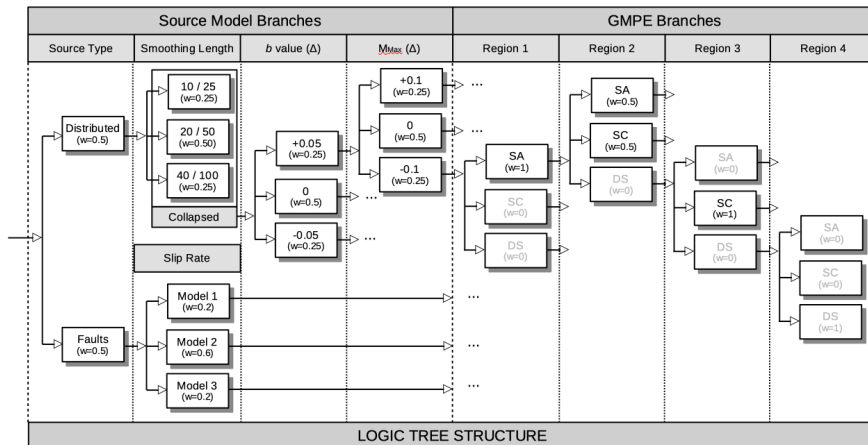 Source Model Branches
GMPE Branches
Source Type
Smoothing Length
b value (Δ)
MMax (Δ)
Region 1
Region 2
Region 3
Region 4
Distributed
(w=0.5)
10 / 25
(w=0.25)
20 / 50
(w=0.50)
40 / 100
(w=0.25)
Collapsed
+0.05
(w=0.25)
0
(w=0.5)
...
-0.05
(w=0.25)
...
+0.1
(w=0.25)
...
0
(w=0.5)
...
-0.1
(w=0.25)
SA
(w=1)
SC
(w=0)
DS
(w=0)
SA
(w=0.5)
SC
(w=0.5)
DS
(w=0)
SA
(w=0)
SC
(w=1)
DS
(w=0)
SA
(w=0)
SC
(w=0)
DS
(w=1)
Slip Rate
Faults
(w=0.5)
Model 1
(w=0.2)
...
Model 2
(w=0.6)
...
Model 3
(w=0.2)
...
LOGIC TREE STRUCTURE